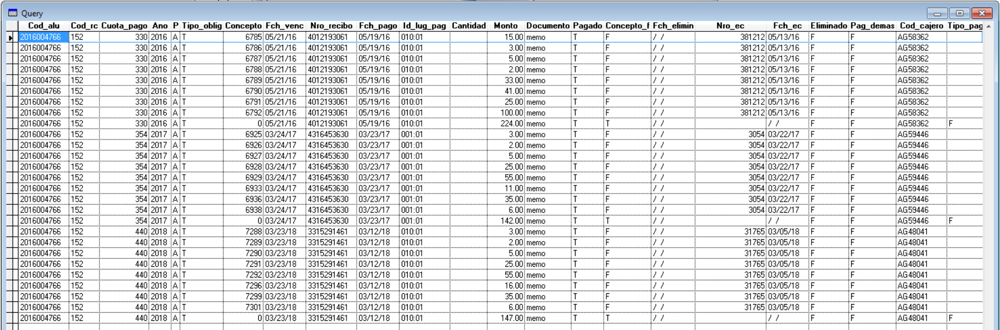 Query
Cod_alu Cod_rc Cuota_pago Ano P Tipo_oblig Concepto Fch_venc Nro_recibo Fch_pago Id_lug_pag Cantidad Monto Documento Pagado Concepto_f Fch_elimin Nro_ec Fch_ec Eliminado Pag_demas Cod_cajero Tipo_pag
2016004766 152 330 2016 A T 6785 05/21/16 4012193061 05/19/16 010:01 15.00 memo T F / / 381212 05/13/16 F F AG58362
2016004766 152 330 2016 A T 6786 05/21/16 4012193061 05/19/16 010:01 3.00 memo T F / / 381212 05/13/16 F F AG58362
2016004766 152 330 2016 A T 6787 05/21/16 4012193061 05/19/16 010:01 5.00 memo T F / / 381212 05/13/16 F F AG58362
2016004766 152 330 2016 A T 6788 05/21/16 4012193061 05/19/16 010:01 2.00 memo T F / / 381212 05/13/16 F F AG58362
2016004766 152 330 2016 A T 6789 05/21/16 4012193061 05/19/16 010:01 33.00 memo T F / / 381212 05/13/16 F F AG58362
2016004766 152 330 2016 A T 6790 05/21/16 4012193061 05/19/16 010:01 41.00 memo T F / / 381212 05/13/16 F F AG58362
2016004766 152 330 2016 A T 6791 05/21/16 4012193061 05/19/16 010:01 25.00 memo T F / / 381212 05/13/16 F F AG58362
2016004766 152 330 2016 A T 6792 05/21/16 4012193061 05/19/16 010:01 100.00 memo T F / / 381212 05/13/16 F F AG58362
2016004766 152 330 2016 A T 0 05/21/16 4012193061 05/19/16 010:01 224.00 memo T T / / / / F F AG58362 F
2016004766 152 354 2017 A T 6925 03/24/17 4316453630 03/23/17 001:01 3.00 memo T F / / 3054 03/22/17 F F AG59446
2016004766 152 354 2017 A T 6926 03/24/17 4316453630 03/23/17 001:01 2.00 memo T F / / 3054 03/22/17 F F AG59446
2016004766 152 354 2017 A T 6927 03/24/17 4316453630 03/23/17 001:01 5.00 memo T F / / 3054 03/22/17 F F AG59446
2016004766 152 354 2017 A T 6928 03/24/17 4316453630 03/23/17 001:01 25.00 memo T F / / 3054 03/22/17 F F AG59446
2016004766 152 354 2017 A T 6929 03/24/17 4316453630 03/23/17 001:01 55.00 memo T F / / 3054 03/22/17 F F AG59446
2016004766 152 354 2017 A T 6933 03/24/17 4316453630 03/23/17 001:01 11.00 memo T F / / 3054 03/22/17 F F AG59446
2016004766 152 354 2017 A T 6936 03/24/17 4316453630 03/23/17 001:01 35.00 memo T F / / 3054 03/22/17 F F AG59446
2016004766 152 354 2017 A T 6938 03/24/17 4316453630 03/23/17 001:01 6.00 memo T F / / 3054 03/22/17 F F AG59446
2016004766 152 354 2017 A T 0 03/24/17 4316453630 03/23/17 001:01 142.00 memo T T / / / / F F AG59446 F
2016004766 152 440 2018 A T 7288 03/23/18 3315291461 03/12/18 010:01 3.00 memo T F / / 31765 03/05/18 F F AG48041
2016004766 152 440 2018 A T 7289 03/23/18 3315291461 03/12/18 010:01 2.00 memo T F / / 31765 03/05/18 F F AG48041
2016004766 152 440 2018 A T 7290 03/23/18 3315291461 03/12/18 010:01 5.00 memo T F / / 31765 03/05/18 F F AG48041
2016004766 152 440 2018 A T 7291 03/23/18 3315291461 03/12/18 010:01 25.00 memo T F / / 31765 03/05/18 F F AG48041
2016004766 152 440 2018 A T 7292 03/23/18 3315291461 03/12/18 010:01 55.00 memo T F / / 31765 03/05/18 F F AG48041
2016004766 152 440 2018 A T 7296 03/23/18 3315291461 03/12/18 010:01 16.00 memo T F / / 31765 03/05/18 F F AG48041
2016004766 152 440 2018 A T 7299 03/23/18 3315291461 03/12/18 010:01 35.00 memo T F / / 31765 03/05/18 F F AG48041
2016004766 152 440 2018 A T 7301 03/23/18 3315291461 03/12/18 010:01 6.00 memo T F / / 31765 03/05/18 F F AG48041
2016004766 152 440 2018 A T 0 03/23/18 3315291461 03/12/18 010:01 147.00 memo T T / / / / F F AG48041 F